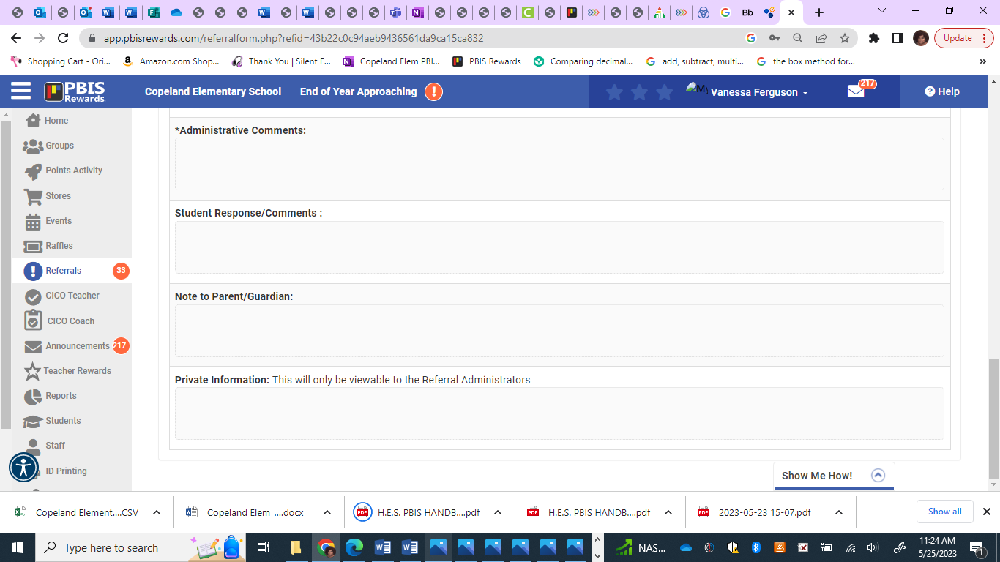 Bb
app.pbisrewards.com/referralform.php?refid=43b22c0c94aeb9436561da9ca15ca832
Update
Shopping Cart - Ori...
Amazon.com Shop...
Thank You | Silent E...
Copeland Elem PBI...
PBIS Rewards
Comparing decimal...
add, subtract, multi...
the box method for...
»
PBIS
Rewards
Copeland Elementary School
End of Year Approaching
!
My
Vanessa Ferguson
217
Help
Home
Groups
Points Activity
Stores
Events
Raffles
Referrals 33
CICO Teacher
CICO Coach
Announcements 217
Teacher Rewards
Reports
Students
Staff
ID Printing
*Administrative Comments:
Student Response/Comments :
Note to Parent/Guardian:
Private Information: This will only be viewable to the Referral Administrators
Show Me How!
Copeland Element....CSV
Copeland Elem_....docx
H.E.S. PBIS HANDB....pdf
H.E.S. PBIS HANDB....pdf
2023-05-23 15-07.pdf
Show all
Type here to search
NAS...
11:24 AM
5/25/2023
1